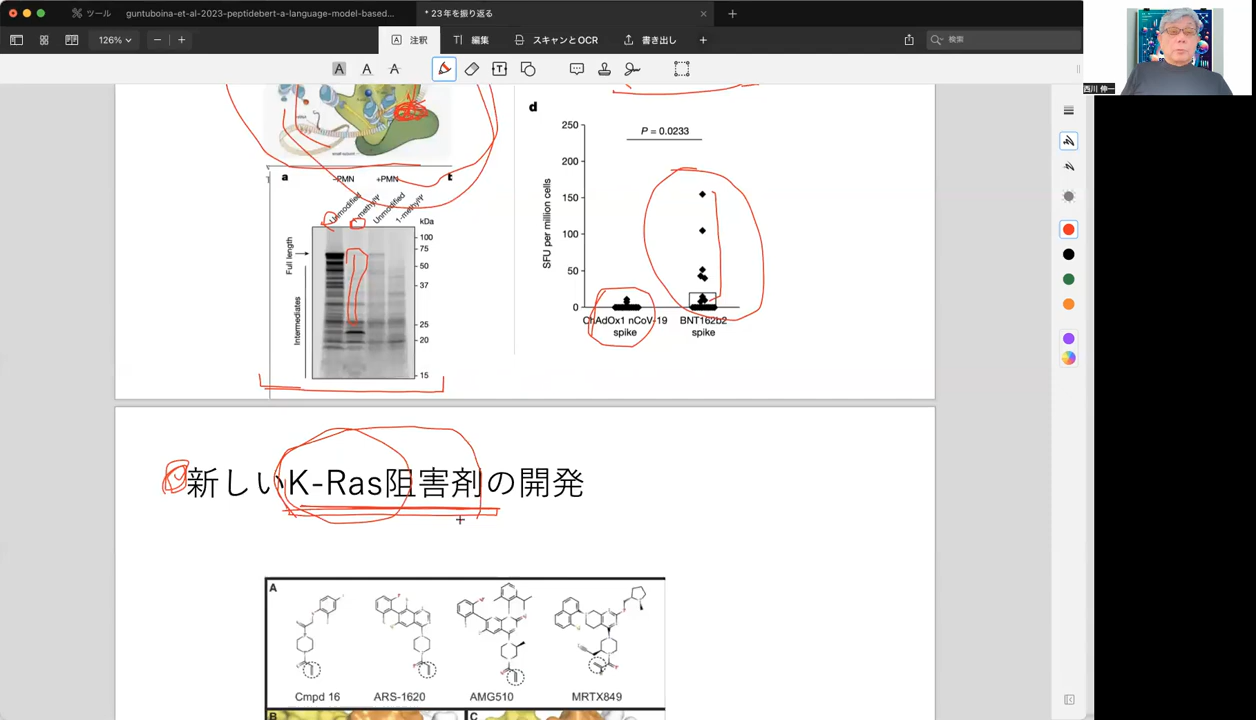 ツール
guntuboina-et-al-2023-peptidebert-a-language-model-based...
* 23年を振り返る
126%
注釈
編集
スキャンとOCR
書き出し
検索
西川 伸一
small subunit
a
-PMN
+PMN
Unmodified
1-methylΨ
Unmodified
1-methylΨ
kDa
100
75
50
37
25
20
15
Full length
Intermediates
d
SFU per million cells
250
200
150
100
50
0
P = 0.0233
ChAdOx1 nCoV-19
spike
BNT162b2
spike
新しいK-Ras阻害剤の開発
A
Cmpd 16
ARS-1620
AMG510
MRTX849
B
C